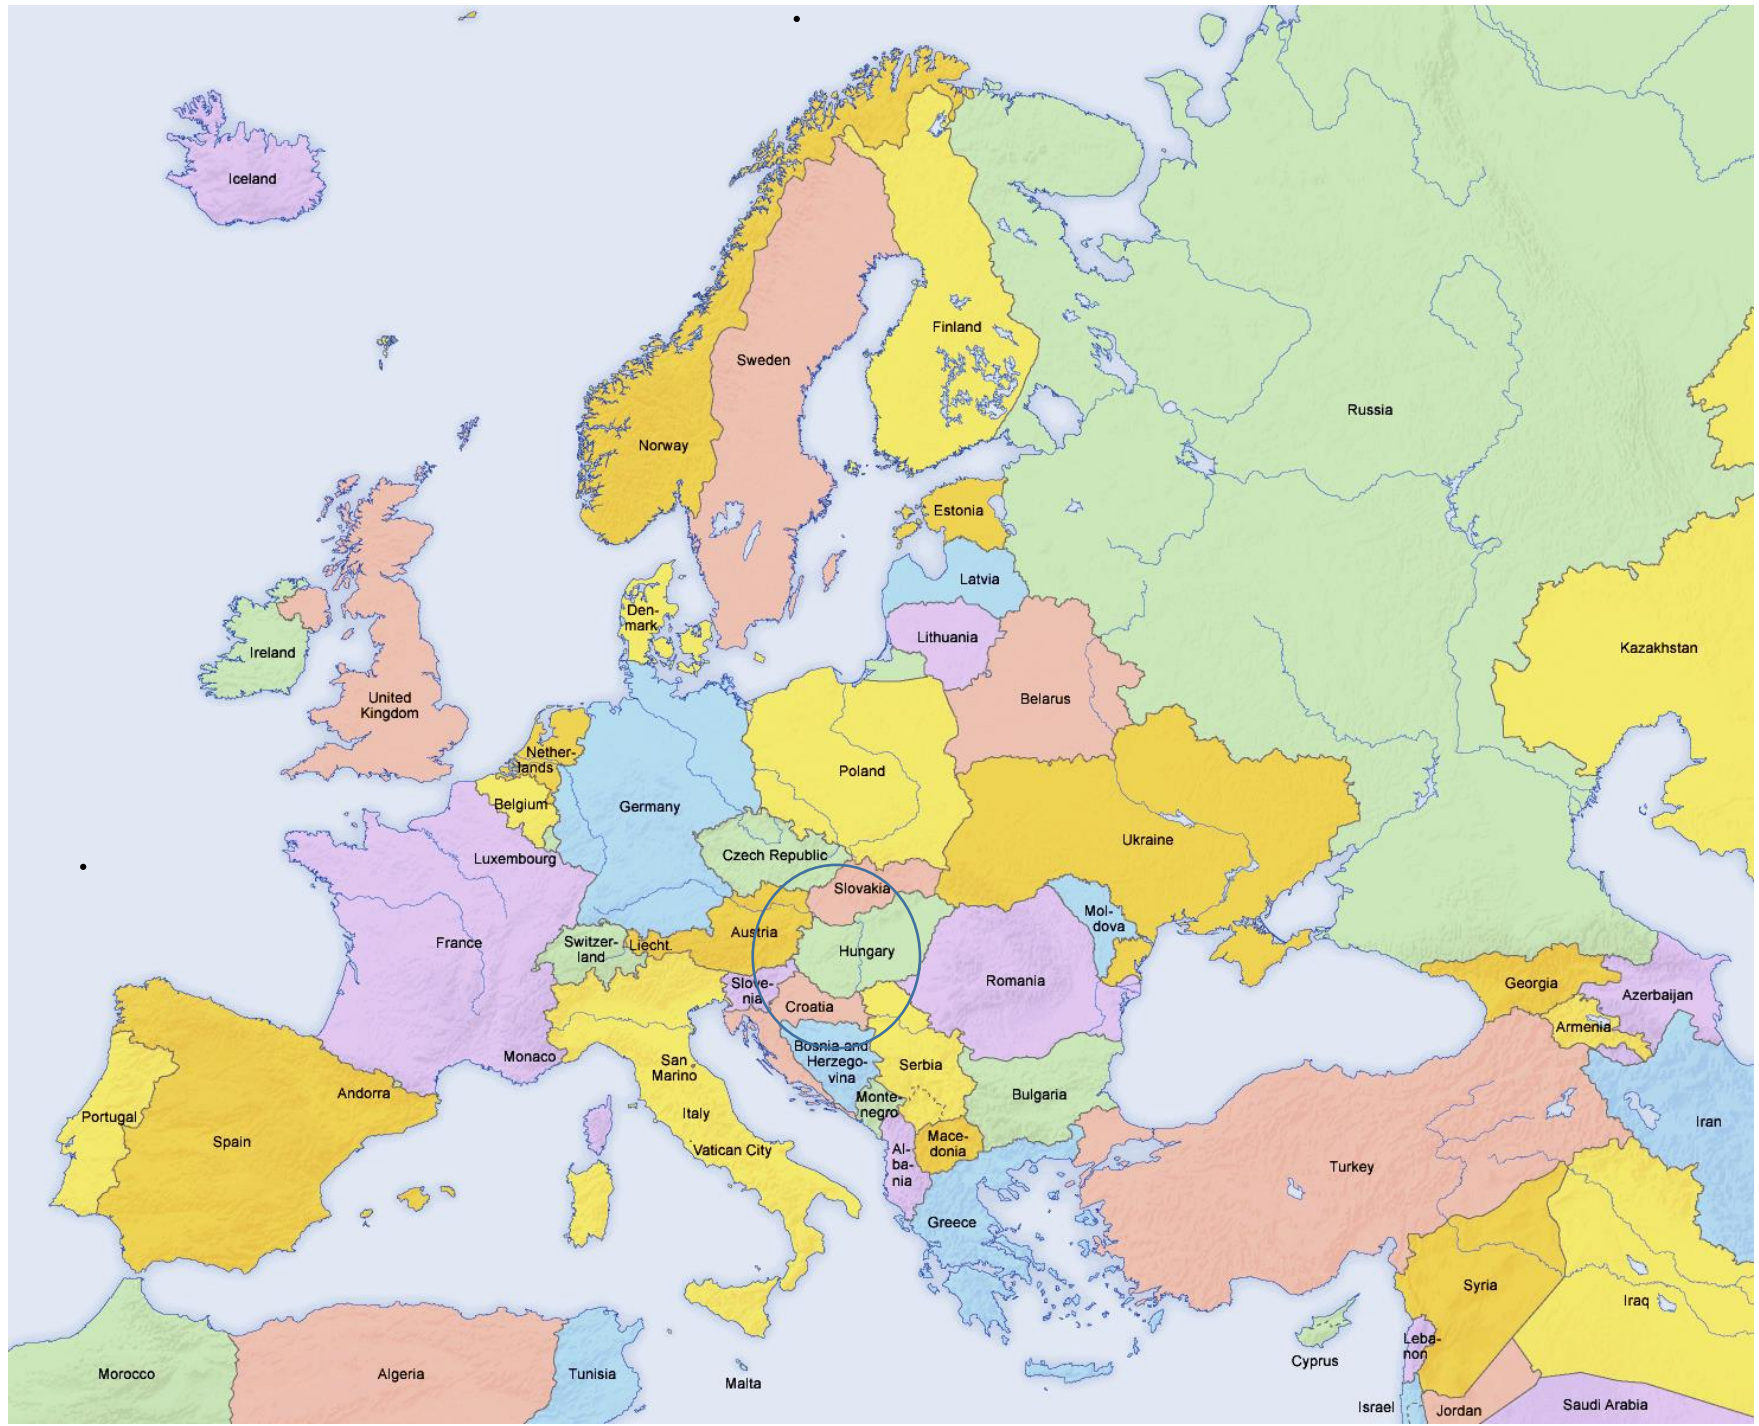 Iceland
Finland
Sweden
Russia
Norway
Estonia
Latvia
Den-
mark
Lithuania
Ireland
Kazakhstan
United
Kingdom
Belarus
Nether-
lands
Poland
Belgium
Germany
Ukraine
Czech Republic
Luxembourg
Slovakia
Mol-
dova
Austria
France
Switzer-
land
Liecht.
Hungary
Romania
Slove-
nia
Georgia
Azerbaijan
Croatia
Armenia
Bosnia and
Herzego-
vina
Monaco
San
Marino
Serbia
Andorra
Monte-
negro
Bulgaria
Portugal
Italy
Iran
Spain
Vatican City
Mace-
donia
Al-
ba-
nia
Turkey
Greece
Syria
Iraq
Leba-
non
Cyprus
Morocco
Algeria
Tunisia
Malta
Israel
Jordan
Saudi Arabia